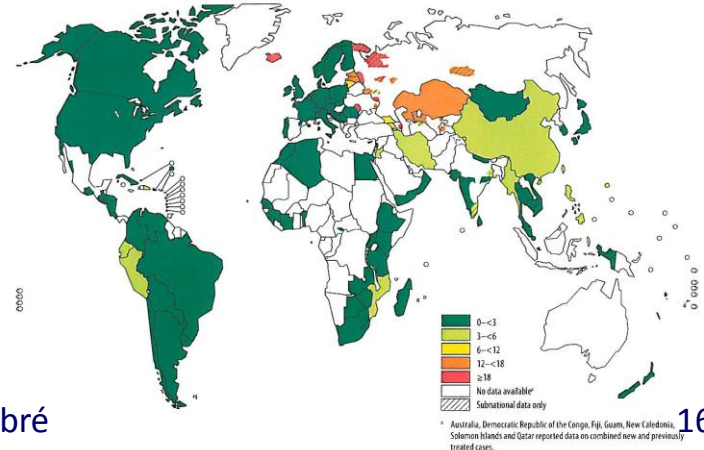 0–<3
3–<6
6–<12
12–<18
≥18
No data availableᵃ
Subnational data only
ᵃ Australia, Democratic Republic of the Congo, Fiji, Guam, New Caledonia,
Solomon Islands and Qatar reported data on combined new and previously
treated cases.
bré
16